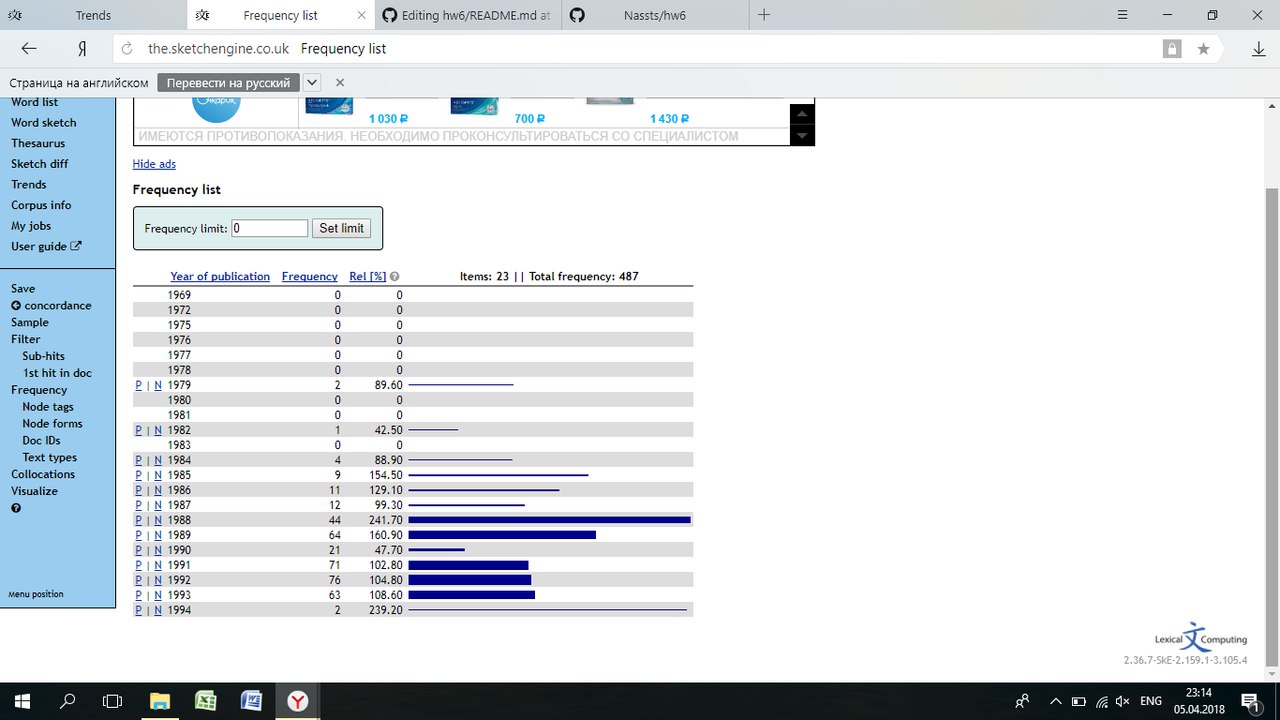 Trends
Frequency list
Editing hw6/README.md at
Nassts/hw6
Я
the.sketchengine.co.uk Frequency list
Страница на английском
Перевести на русский
Word list
Word sketch
Thesaurus
Sketch diff
Trends
Corpus info
My jobs
User guide
Save
concordance
Sample
Filter
Sub-hits
1st hit in doc
Frequency
Node tags
Node forms
Doc IDs
Text types
Collocations
Visualize
Menu position
1 030 ₽
700 ₽
1 430 ₽
ИМЕЮТСЯ ПРОТИВОПОКАЗАНИЯ. НЕОБХОДИМО ПРОКОНСУЛЬТИРОВАТЬСЯ СО СПЕЦИАЛИСТОМ
Hide ads
Frequency list
Frequency limit: 0 Set limit
Year of publication Frequency Rel [%] Items: 23 || Total frequency: 487
1969 0 0
1972 0 0
1975 0 0
1976 0 0
1977 0 0
1978 0 0
P | N 1979 2 89.60
1980 0 0
1981 0 0
P | N 1982 1 42.50
1983 0 0
P | N 1984 4 88.90
P | N 1985 9 154.50
P | N 1986 11 129.10
P | N 1987 12 99.30
P | N 1988 44 241.70
P | N 1989 64 160.90
P | N 1990 21 47.70
P | N 1991 71 102.80
P | N 1992 76 104.80
P | N 1993 63 108.60
P | N 1994 2 239.20
Lexical Computing
2.36.7-SkE-2.159.1-3.105.4
ENG
23:14
05.04.2018
1